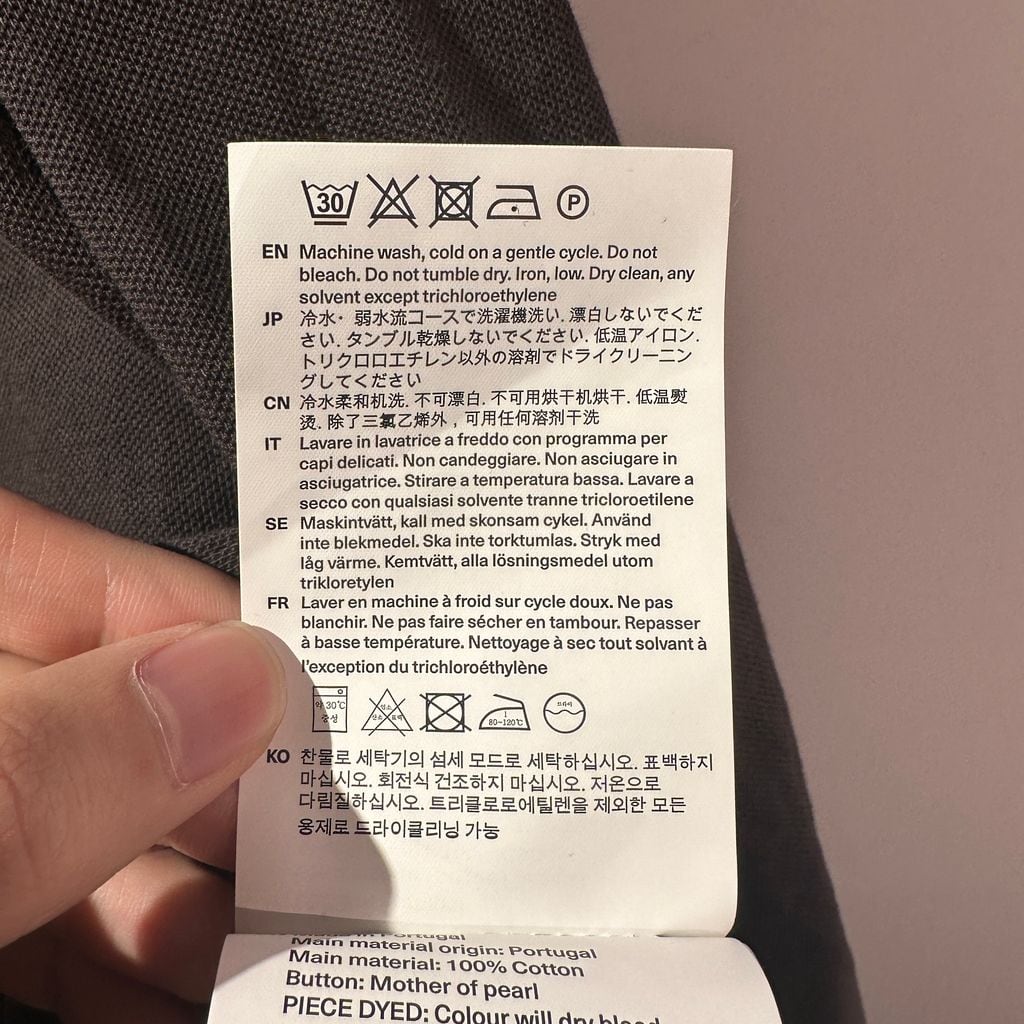 30
P
EN Machine wash, cold on a gentle cycle. Do not
bleach. Do not tumble dry. Iron, low. Dry clean, any
solvent except trichloroethylene
JP 冷水・弱水流コースで洗濯機洗い. 漂白しないでくだ
さい. タンブル乾燥しないでください. 低温アイロン.
トリクロロエチレン以外の溶剤でドライクリーニン
グしてください
CN 冷水柔和机洗. 不可漂白. 不可用烘干机烘干. 低温熨
烫. 除了三氯乙烯外，可用任何溶剂干洗
IT Lavare in lavatrice a freddo con programma per
capi delicati. Non candeggiare. Non asciugare in
asciugatrice. Stirare a temperatura bassa. Lavare a
secco con qualsiasi solvente tranne tricloroetilene
SE Maskintvätt, kall med skonsam cykel. Använd
inte blekmedel. Ska inte torktumlas. Stryk med
låg värme. Kemtvätt, alla lösningsmedel utom
trikloretylen
FR Laver en machine à froid sur cycle doux. Ne pas
blanchir. Ne pas faire sécher en tambour. Repasser
à basse température. Nettoyage à sec tout solvant à
l'exception du trichloroéthylène
약 30℃
중성
염소
산소 표백
1
80~120℃
드라이
KO 찬물로 세탁기의 섬세 모드로 세탁하십시오. 표백하지
마십시오. 회전식 건조하지 마십시오. 저온으로
다림질하십시오. 트리클로로에틸렌을 제외한 모든
용제로 드라이클리닝 가능
Made in Portugal
Main material origin: Portugal
Main material: 100% Cotton
Button: Mother of pearl
PIECE DYED: Colour will dry bleed